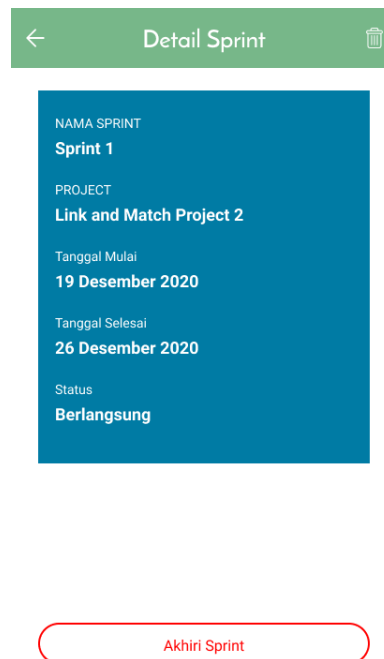 Detail Sprint
NAMA SPRINT
Sprint 1
PROJECT
Link and Match Project 2
Tanggal Mulai
19 Desember 2020
Tanggal Selesai
26 Desember 2020
Status
Berlangsung
Akhiri Sprint